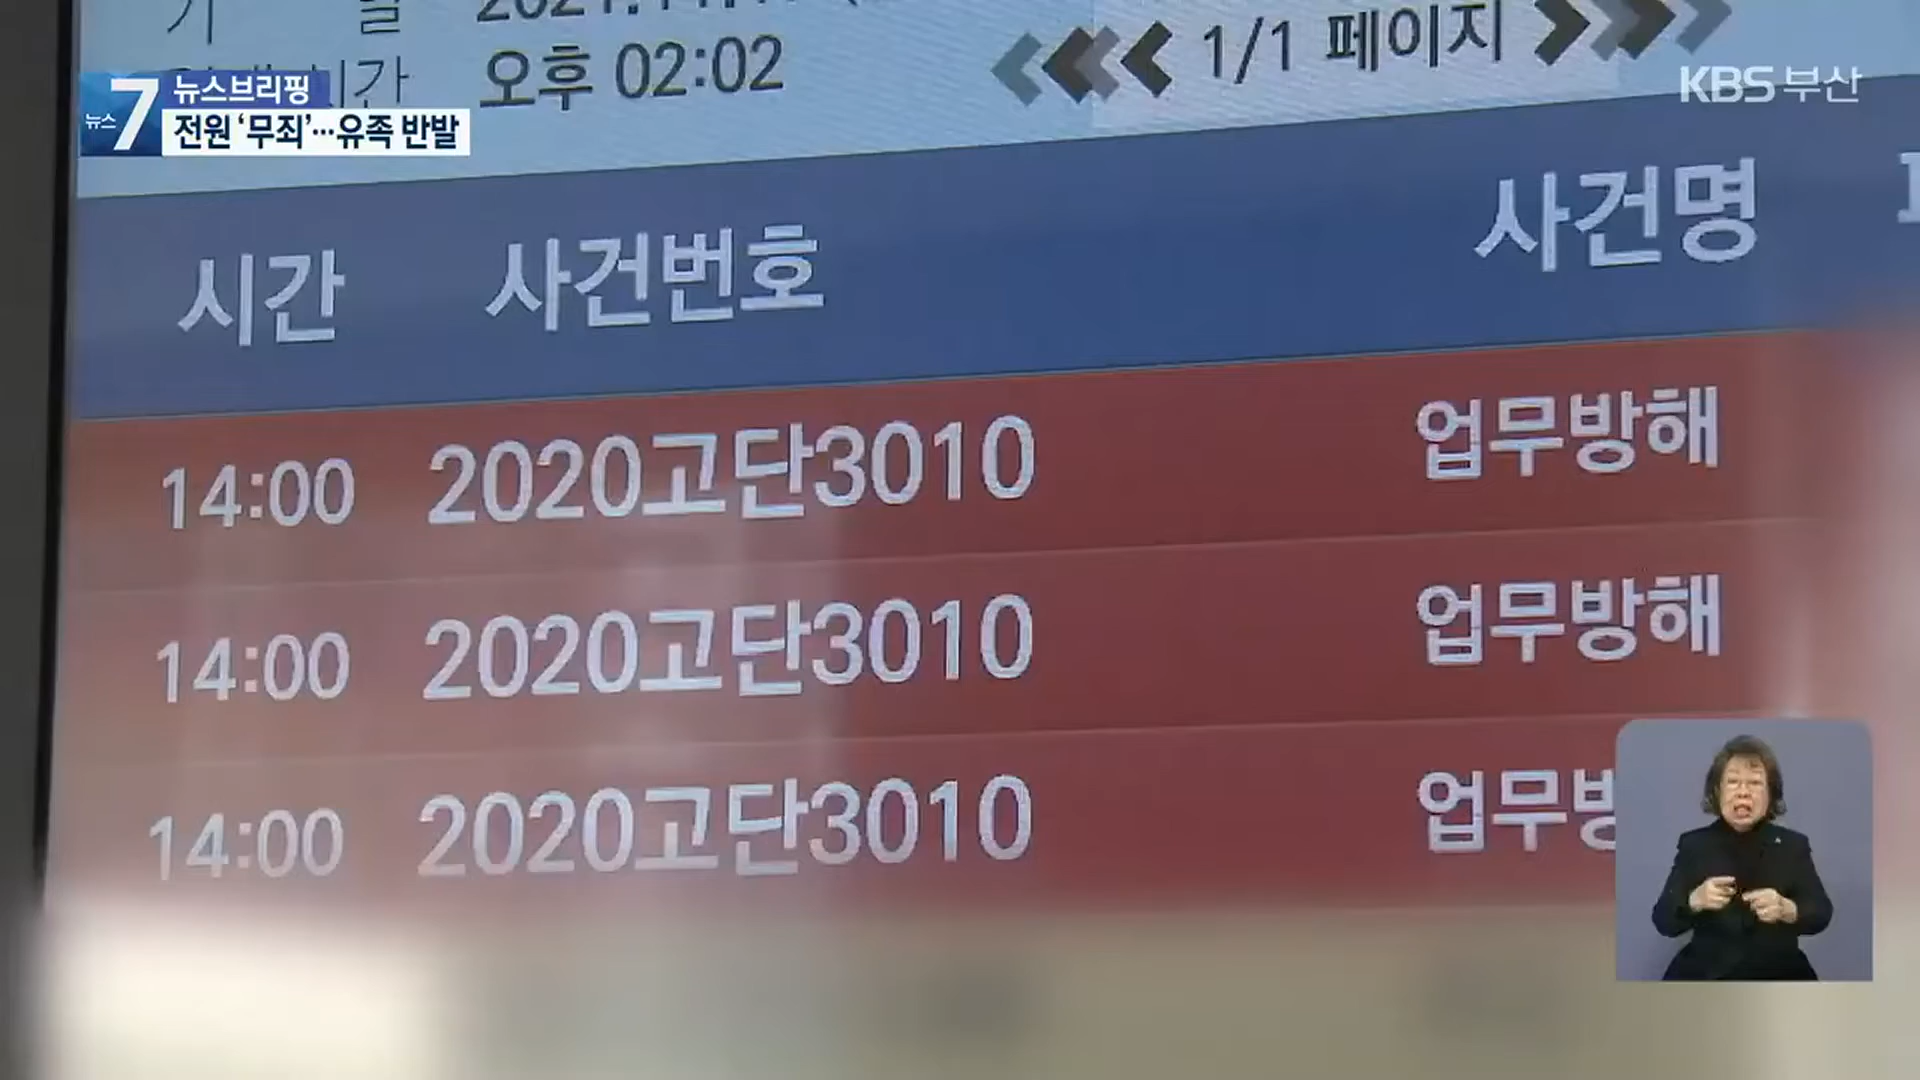 오후 02:02
1/1 페이지
뉴스 7
뉴스브리핑
시간
전원 ‘무죄’…유족 반발
KBS 부산
시간 사건번호 사건명
14:00 2020고단3010 업무방해
14:00 2020고단3010 업무방해
14:00 2020고단3010 업무방